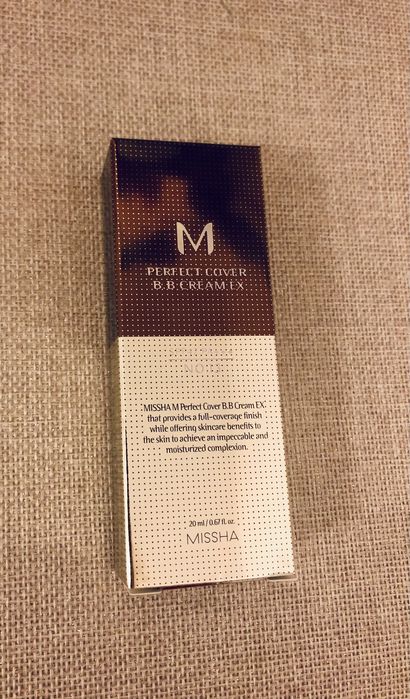 M
PERFECT COVER
B.B CREAM EX
'MISSHA M Perfect Cover B.B Cream EX'
that provides a full-coverage finish
while offering skincare benefits to
the skin to achieve an impeccable and
moisturized complexion.
20 ml / 0.67 fl. oz.
MISSHA